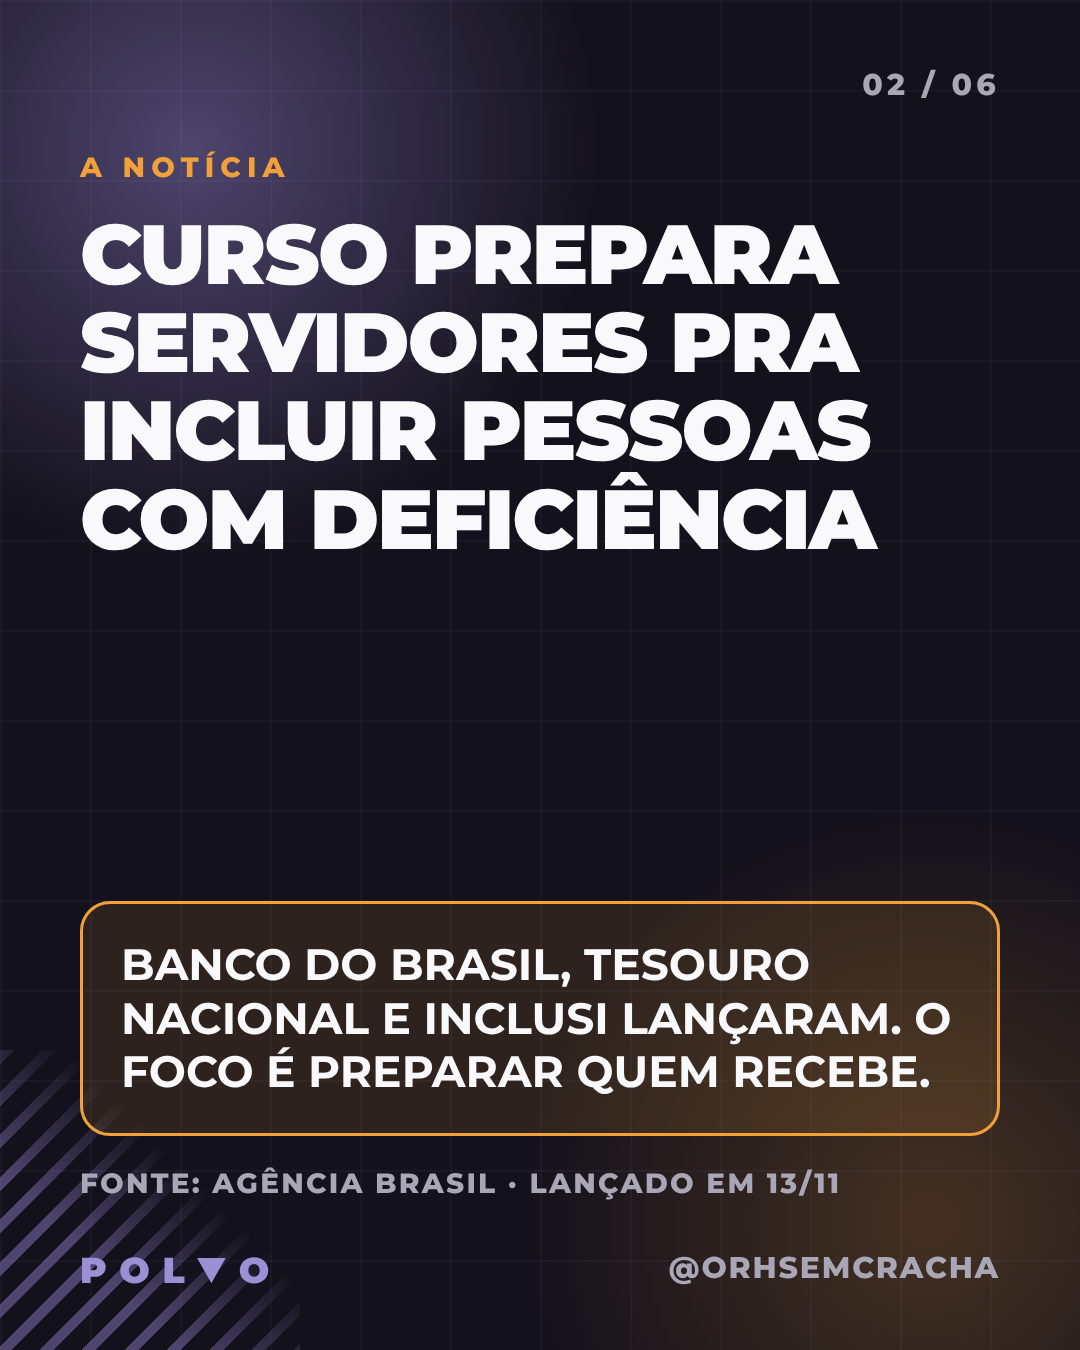 02 / 06
A NOTÍCIA
CURSO PREPARA
SERVIDORES PRA
INCLUIR PESSOAS
COM DEFICIÊNCIA
BANCO DO BRASIL, TESOURO
NACIONAL E INCLUSI LANÇARAM. O
FOCO É PREPARAR QUEM RECEBE.
FONTE: AGÊNCIA BRASIL • LANÇADO EM 13/11
POL▼O
@ORHSEMCRACHA